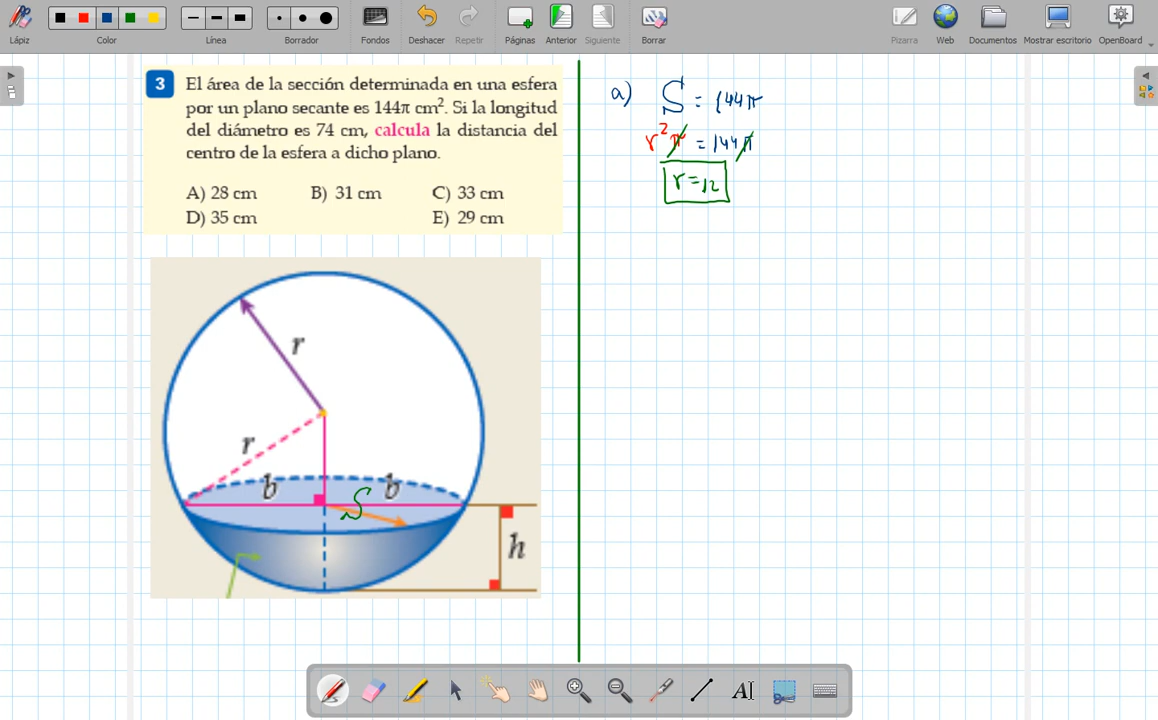 Lápiz
Color
Línea
Borrador
Fondos
Deshacer
Repetir
Páginas
Anterior
Siguiente
Borrar
Pizarra
Web
Documentos
Mostrar escritorio
OpenBoard
3 El área de la sección determinada en una esfera
por un plano secante es 144π cm². Si la longitud
del diámetro es 74 cm, calcula la distancia del
centro de la esfera a dicho plano.
A) 28 cm B) 31 cm C) 33 cm
D) 35 cm E) 29 cm
a) S = 144π
r²π = 144π
r = 12
r
r
b b
S
h
AI